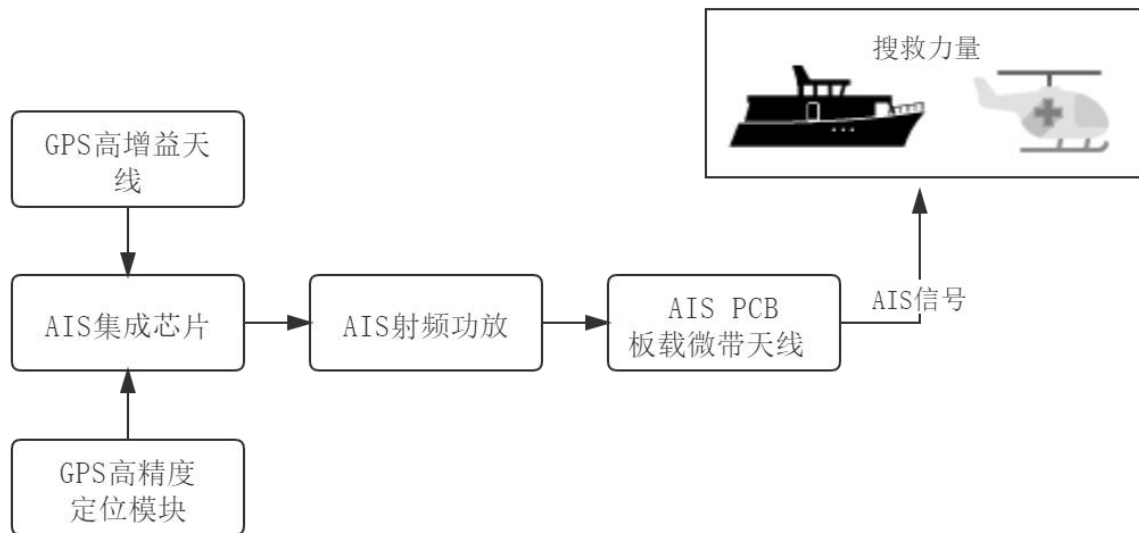 搜救力量
GPS高增益天
线
AIS集成芯片
AIS射频功放
AIS PCB
板载微带天线
AIS信号
GPS高精度
定位模块